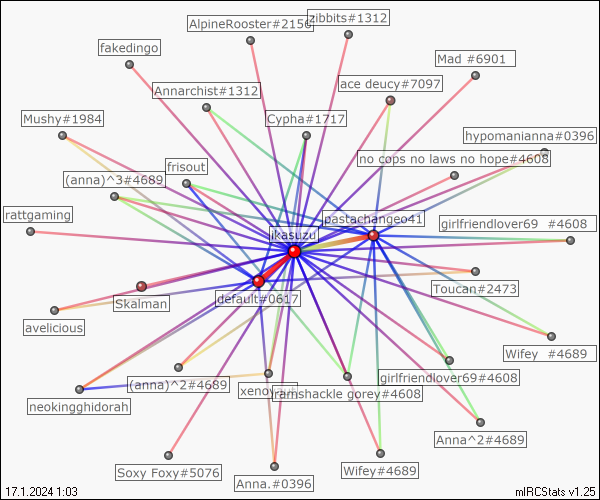 zibbits#1312
AlpineRooster#2156
fakedingo
Mad #6901
ace deucy#7097
Annarchist#1312
Mushy#1984
Cypha#1717
hypomanianna#0396
no cops no laws no hope#4608
frisout
(anna)^3#4689
rattgaming
pastachangeo41
girlfriendlover69  #4608
ikasuzu
Toucan#2473
default#0617
Skalman
avelicious
Wifey  #4689
girlfriendlover69#4608
(anna)^2#4689
ramshackle gorey#4608
neokingghidorah
Anna^2#4689
Soxy Foxy#5076
Wifey#4689
Anna.#0396
17.1.2024 1:03
mIRCStats v1.25